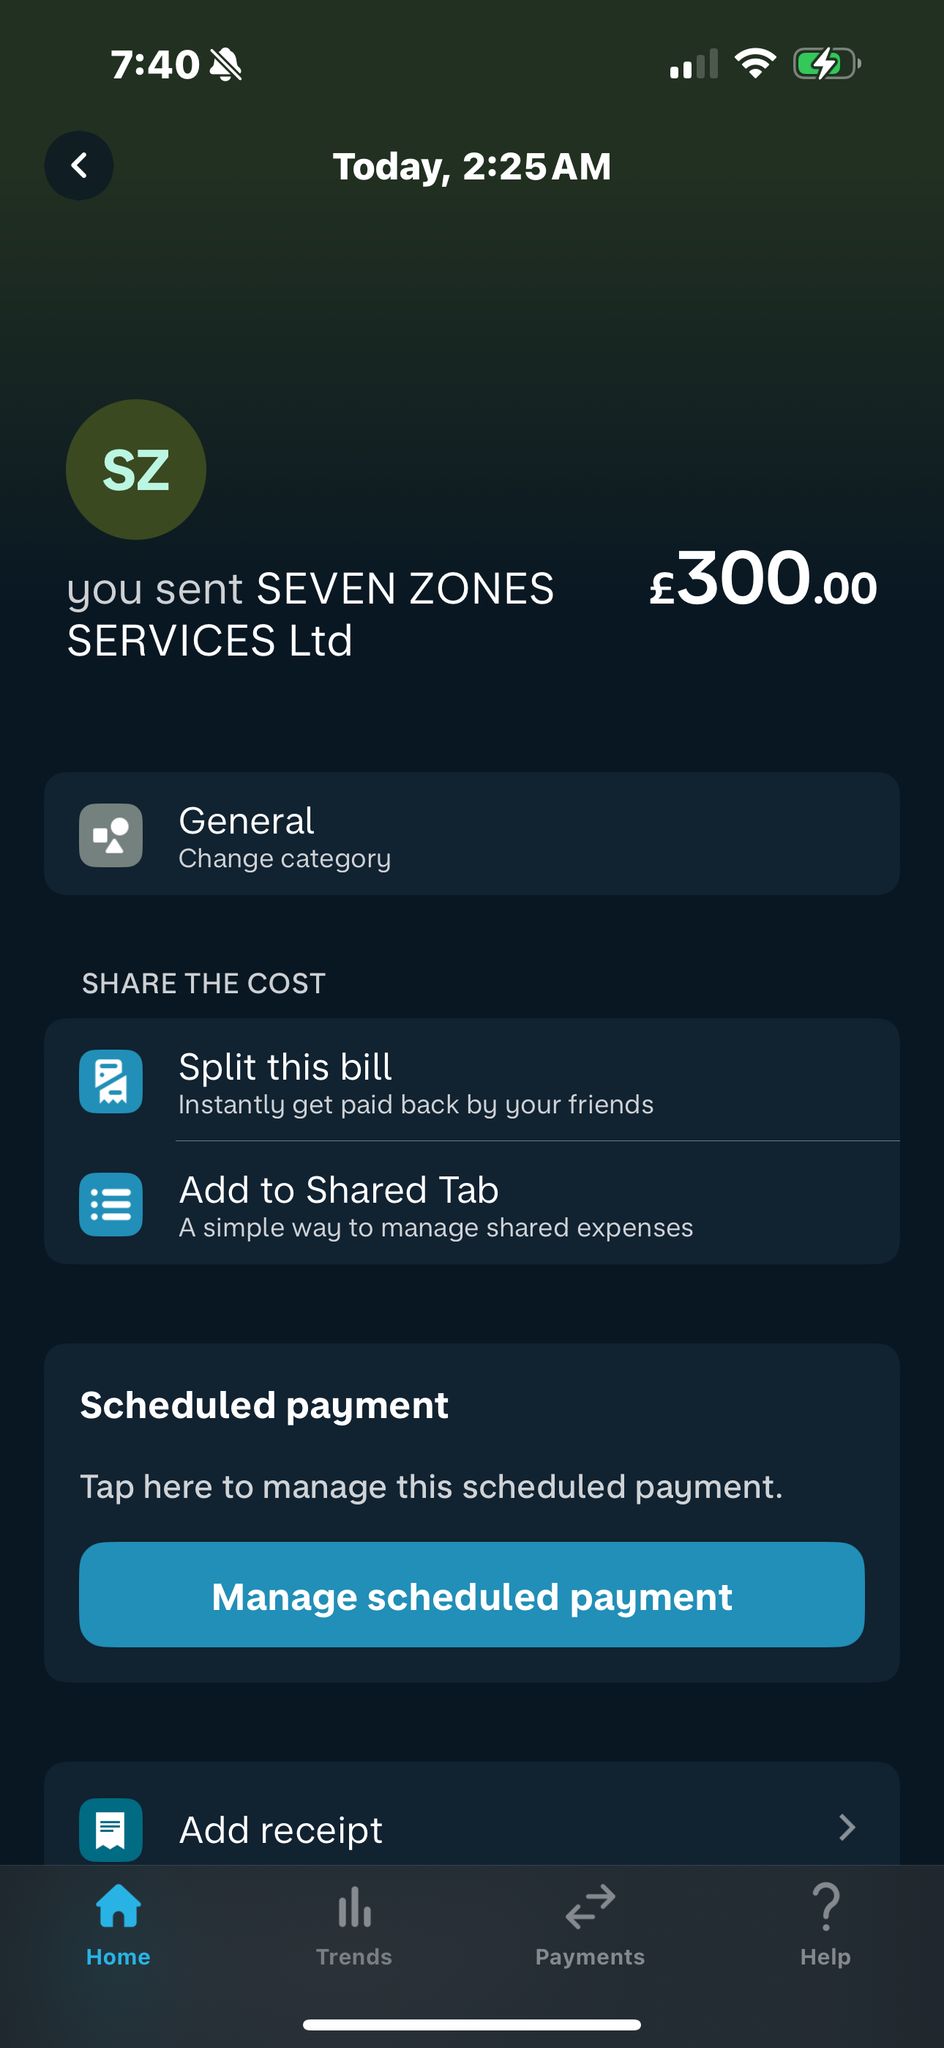 7:40
Today, 2:25 AM
SZ
you sent SEVEN ZONES
SERVICES Ltd
£300.00
General
Change category
SHARE THE COST
Split this bill
Instantly get paid back by your friends
Add to Shared Tab
A simple way to manage shared expenses
Scheduled payment
Tap here to manage this scheduled payment.
Manage scheduled payment
Add receipt
Home
Trends
Payments
Help